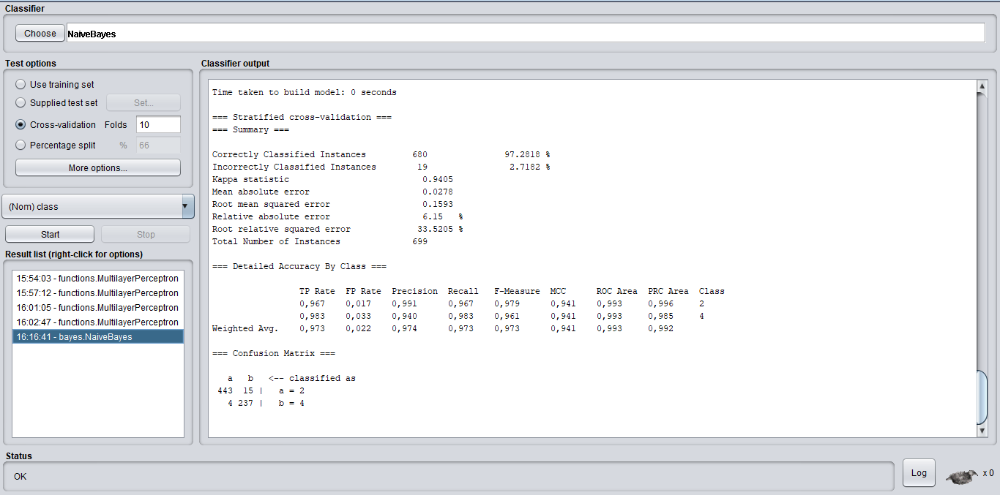 Classifier
Choose NaiveBayes
Test options
Use training set
Supplied test set Set...
Cross-validation Folds 10
Percentage split % 66
More options...
(Nom) class
Start Stop
Result list (right-click for options)
15:54:03 - functions.MultilayerPerceptron
15:57:12 - functions.MultilayerPerceptron
16:01:05 - functions.MultilayerPerceptron
16:02:47 - functions.MultilayerPerceptron
16:16:41 - bayes.NaiveBayes
Classifier output
Time taken to build model: 0 seconds
=== Stratified cross-validation ===
=== Summary ===
Correctly Classified Instances 680 97.2818 %
Incorrectly Classified Instances 19 2.7182 %
Kappa statistic 0.9405
Mean absolute error 0.0278
Root mean squared error 0.1593
Relative absolute error 6.15 %
Root relative squared error 33.5205 %
Total Number of Instances 699
=== Detailed Accuracy By Class ===
TP Rate FP Rate Precision Recall F-Measure MCC ROC Area PRC Area Class
0,967 0,017 0,991 0,967 0,979 0,941 0,993 0,996 2
0,983 0,033 0,940 0,983 0,961 0,941 0,993 0,985 4
Weighted Avg. 0,973 0,022 0,974 0,973 0,973 0,941 0,993 0,992
=== Confusion Matrix ===
a b <-- classified as
443 15 | a = 2
4 237 | b = 4
Status
OK
Log x 0